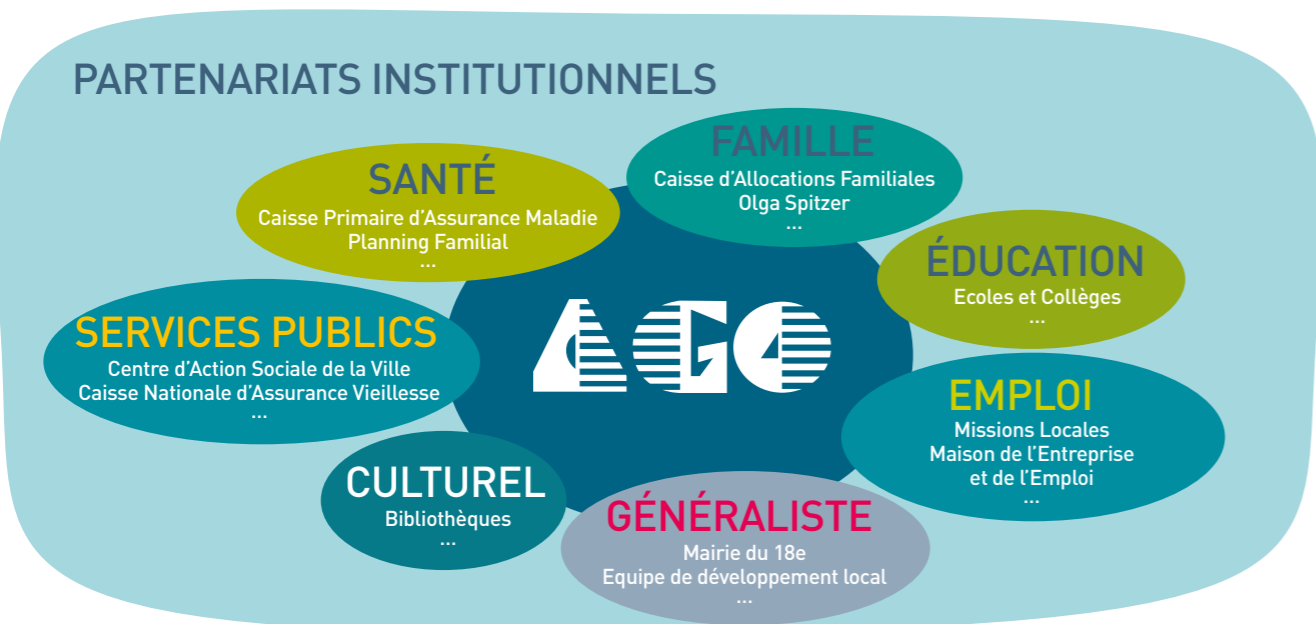 PARTENARIATS INSTITUTIONNELS
FAMILLE
Caisse d'Allocations Familiales
Olga Spitzer
...
SANTÉ
Caisse Primaire d'Assurance Maladie
Planning Familial
...
ÉDUCATION
Ecoles et Collèges
...
SERVICES PUBLICS
Centre d'Action Sociale de la Ville
Caisse Nationale d'Assurance Vieillesse
...
AGO
EMPLOI
Missions Locales
Maison de l'Entreprise
et de l'Emploi
...
CULTUREL
Bibliothèques
...
GÉNÉRALISTE
Mairie du 18e
Equipe de développement local
...